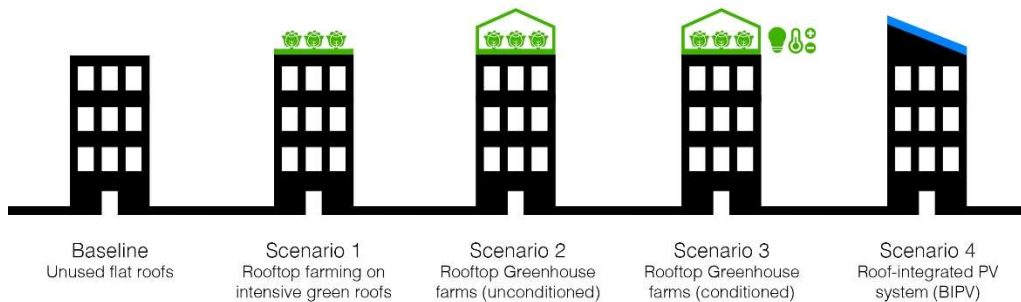 Baseline
Unused flat roofs
Scenario 1
Rooftop farming on
intensive green roofs
Scenario 2
Rooftop Greenhouse
farms (unconditioned)
Scenario 3
Rooftop Greenhouse
farms (conditioned)
Scenario 4
Roof-integrated PV
system (BIPV)